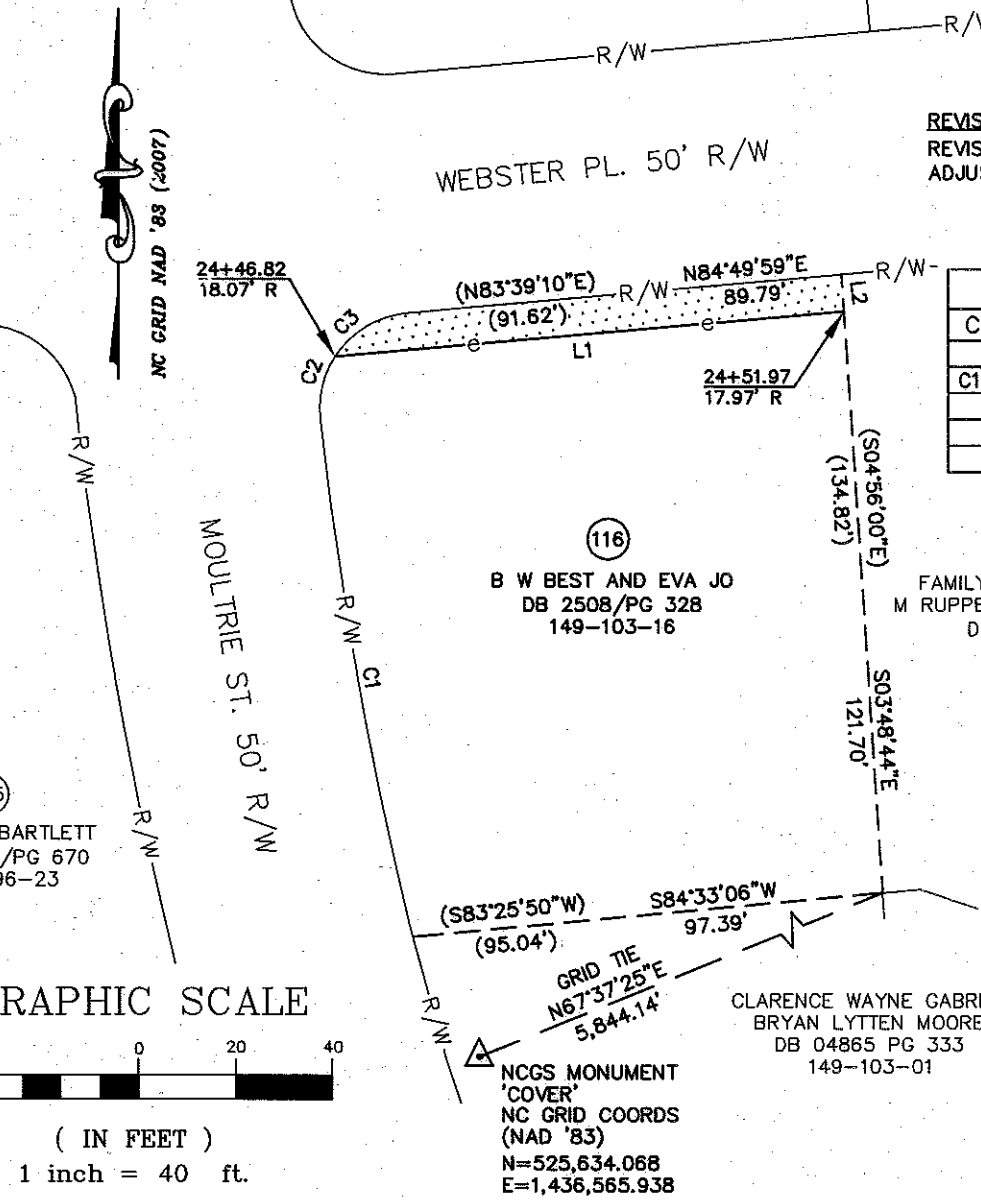 R/W
R/W
NC GRID NAD '83 (2007)
WEBSTER PL. 50' R/W
REVIS
REVIS
ADJUS
24+46.82
18.07' R
(N83°39'10"E)
(91.62')
R/W
N84°49'59"E
89.79'
R/W
L2
C3
C2
e
L1
e
24+51.97
17.97' R
C
C1
R/W
(S04°56'00"E)
(134.82')
MOULTRIE ST. 50' R/W
116
B W BEST AND EVA JO
DB 2508/PG 328
149-103-16
FAMILY
M RUPPE
D
R/W
C1
S03°48'44"E
121.70'
BARTLETT
/PG 670
96-23
R/W
(S83°25'50"W)
(95.04')
S84°33'06"W
97.39'
GRID TIE
N67°37'25"E
5,844.14'
RAPHIC SCALE
0 20 40
( IN FEET )
1 inch = 40 ft.
R/W
NCGS MONUMENT
'COVER'
NC GRID COORDS
(NAD '83)
N=525,634.068
E=1,436,565.938
CLARENCE WAYNE GABRI
BRYAN LYTTEN MOORE
DB 04865 PG 333
149-103-01